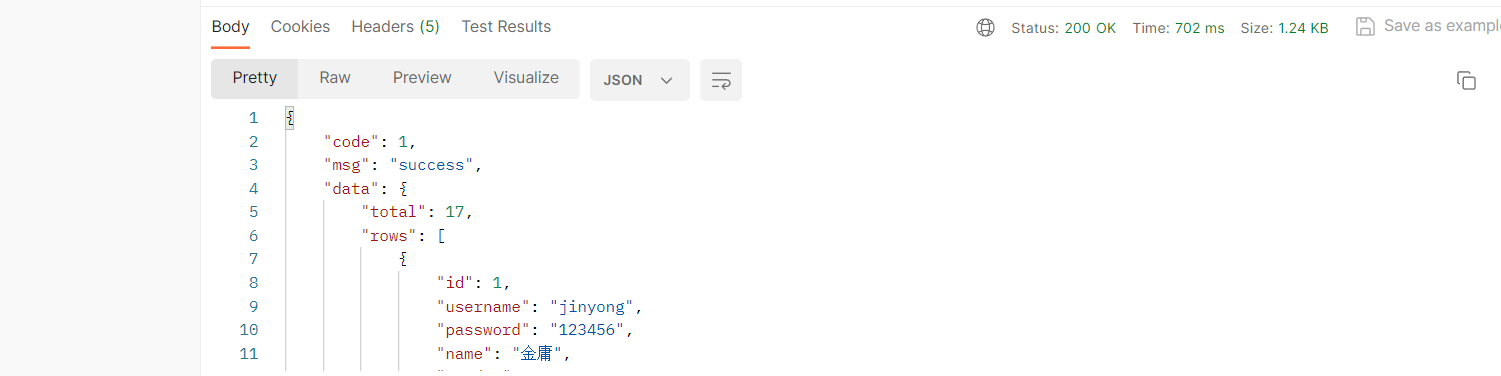 Body Cookies Headers (5) Test Results Status: 200 OK Time: 702 ms Size: 1.24 KB Save as exampl
Pretty Raw Preview Visualize JSON
1 {
2 "code": 1,
3 "msg": "success",
4 "data": {
5 "total": 17,
6 "rows": [
7 {
8 "id": 1,
9 "username": "jinyong",
10 "password": "123456",
11 "name": "金庸",